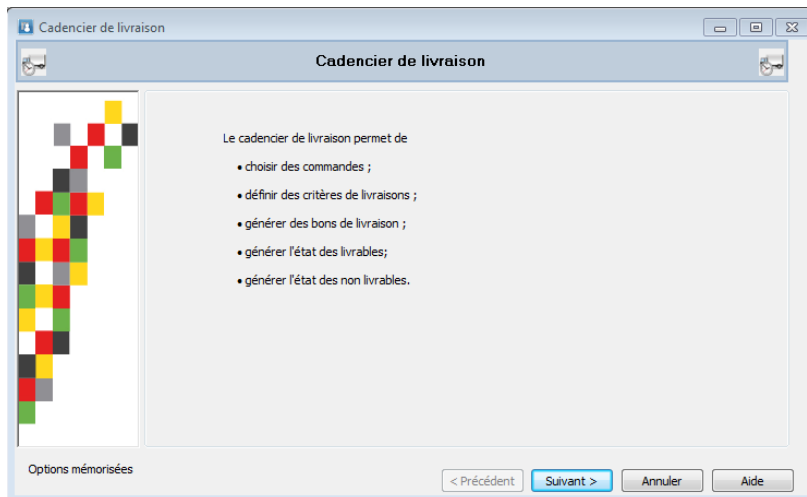 Cadencier de livraison
Cadencier de livraison
Le cadencier de livraison permet de
• choisir des commandes ;
• définir des critères de livraisons ;
• générer des bons de livraison ;
• générer l'état des livrables;
• générer l'état des non livrables.
Options mémorisées
< Précédent Suivant > Annuler Aide